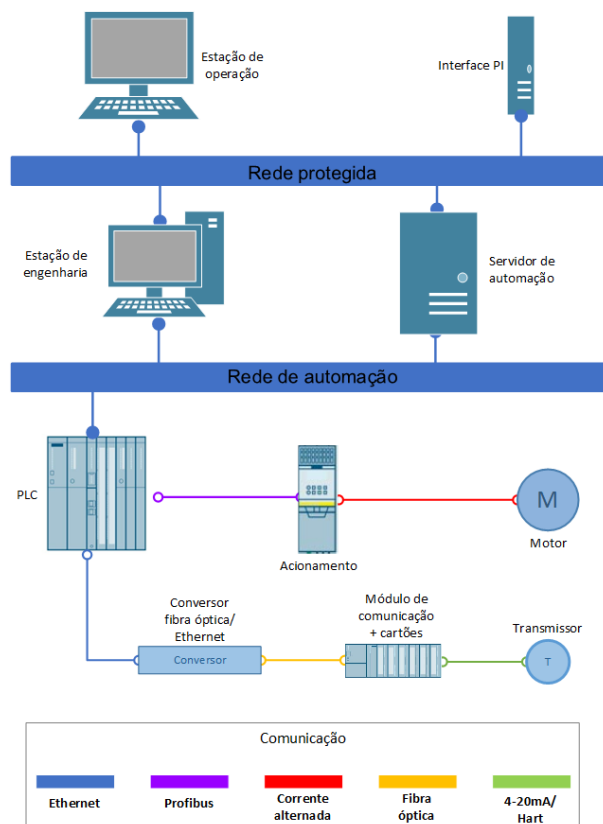 Estação de
operação
Interface PI
Rede protegida
Estação de
engenharia
Servidor de
automação
Rede de automação
PLC
Acionamento
M
Motor
Conversor
fibra óptica/
Ethernet
Conversor
Módulo de
comunicação
+ cartões
Transmissor
T
Comunicação
Ethernet
Profibus
Corrente
alternada
Fibra
óptica
4-20mA/
Hart